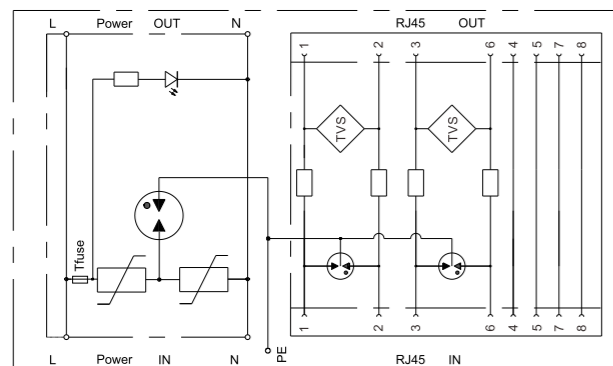 L Power OUT N RJ45 OUT
1 2 3 6 4 5 7 8
TVS TVS
Tfuse
1 2 3 6 4 5 7 8
PE
L Power IN N RJ45 IN